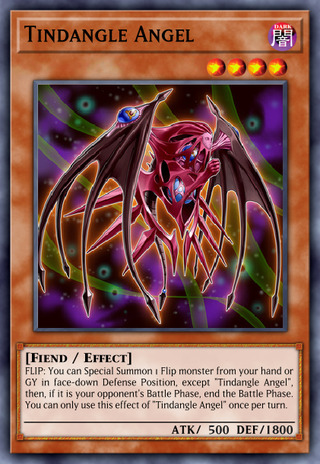 Tindangle Angel
DARK
闇
[Fiend / Effect]
FLIP: You can Special Summon 1 Flip monster from your hand or
GY in face-down Defense Position, except "Tindangle Angel",
then, if it is your opponent's Battle Phase, end the Battle Phase.
You can only use this effect of "Tindangle Angel" once per turn.
ATK/ 500 DEF/1800